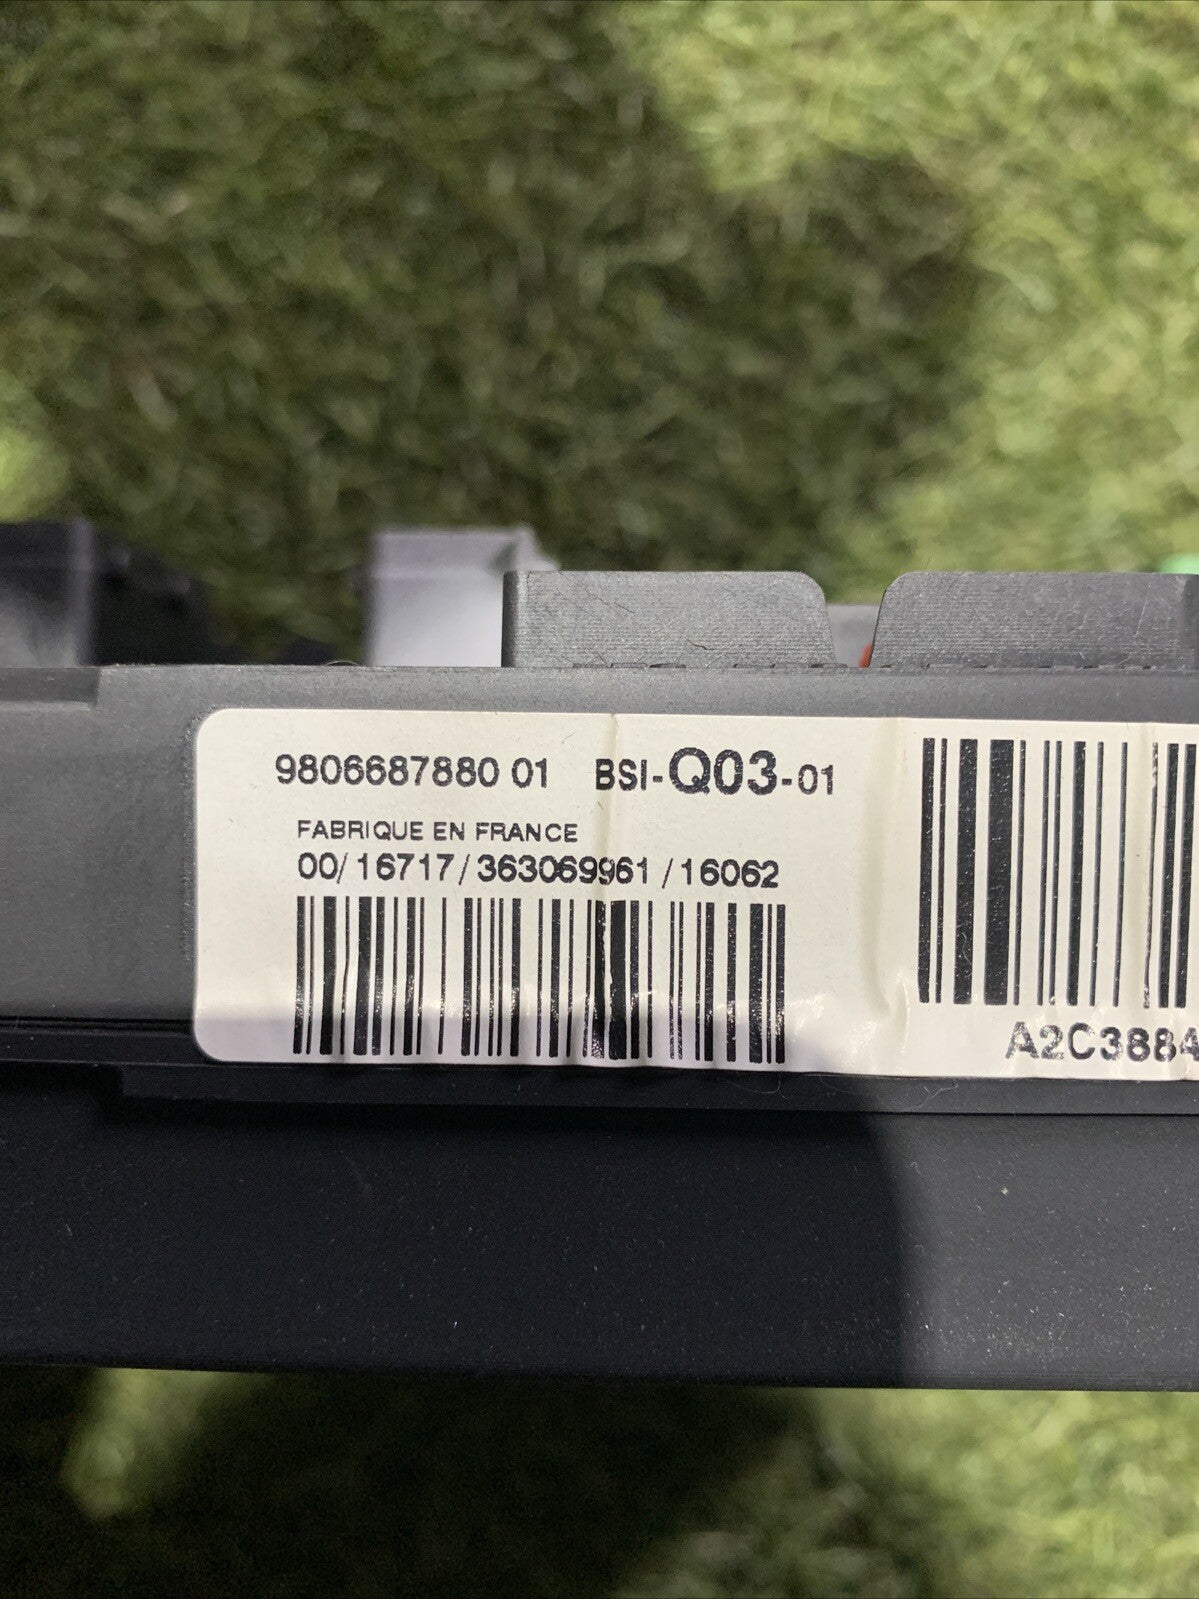 9806687880 01 BSI-Q03-01
FABRIQUE EN FRANCE
00/16717/363069961/16062
A2C3884